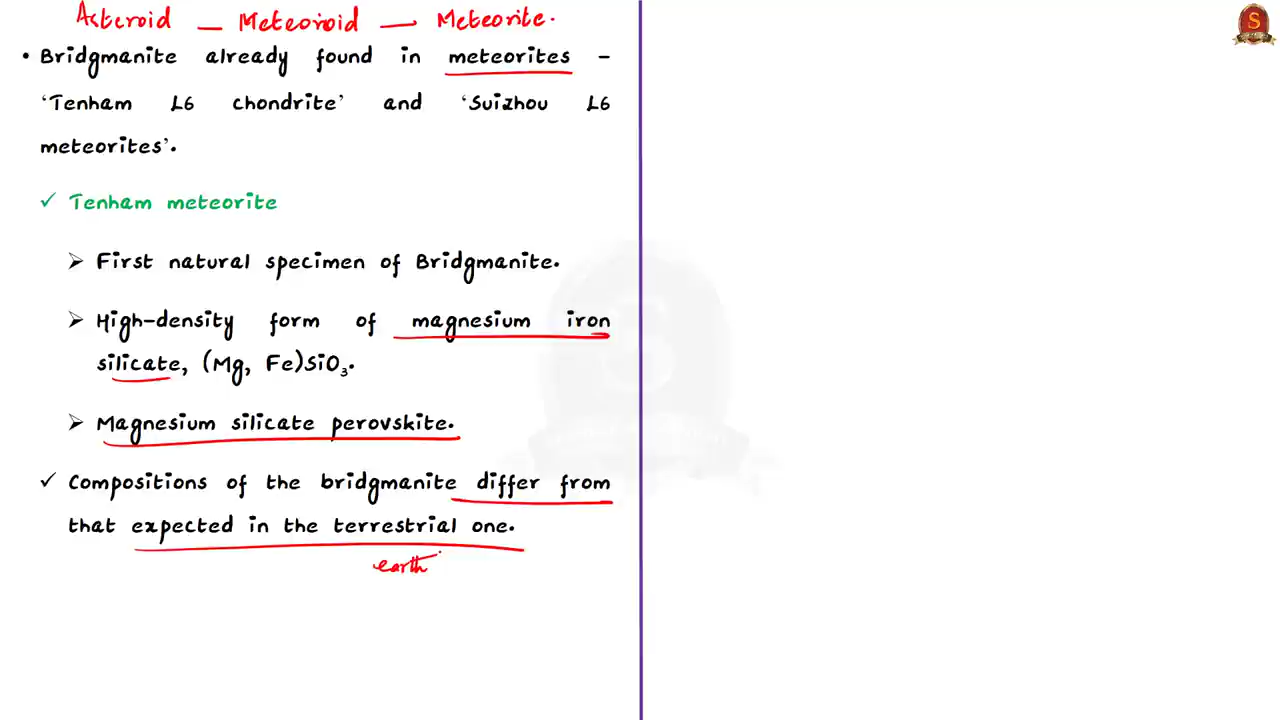 Asteroid - Meteoroid - Meteorite.
• Bridgmanite already found in meteorites –
‘Tenham L6 chondrite’ and ‘Suizhou L6
meteorites’.
✓ Tenham meteorite
➢ First natural specimen of Bridgmanite.
➢ High-density form of magnesium iron
silicate, (Mg, Fe)SiO₃.
➢ Magnesium silicate perovskite.
✓ Compositions of the bridgmanite differ from
that expected in the terrestrial one.
earth
S